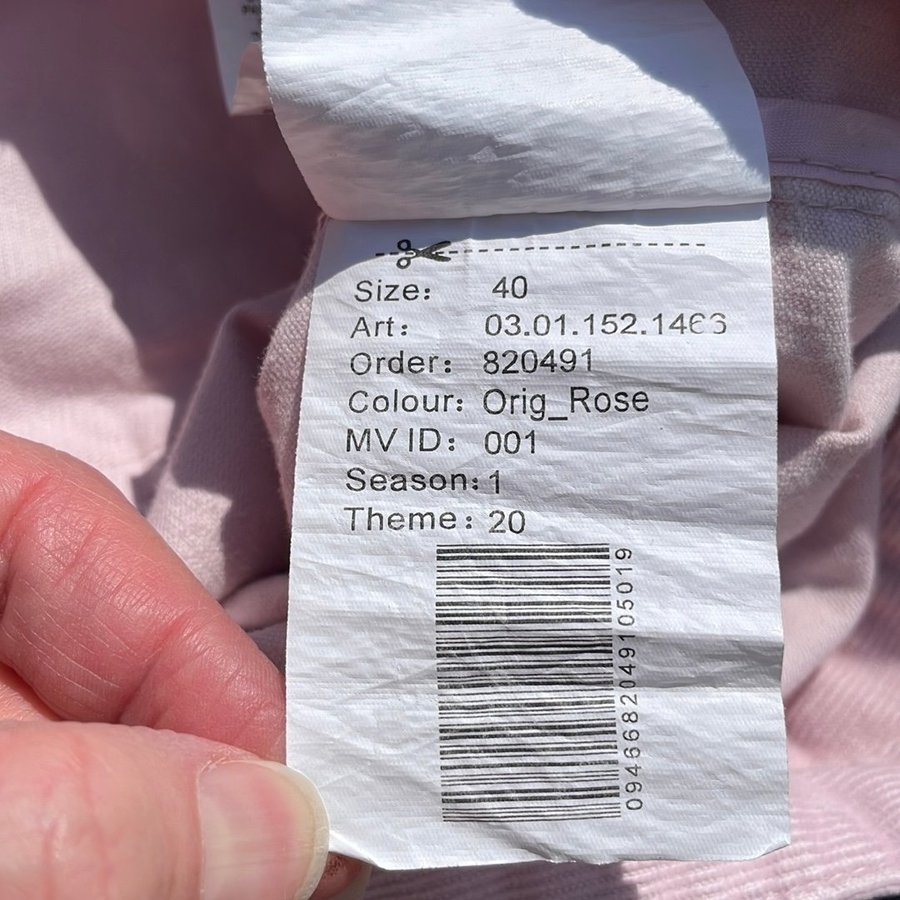 Size: 40
Art: 03.01.152.1463
Order: 820491
Colour: Orig_Rose
MV ID: 001
Season: 1
Theme: 20
0946682049105019